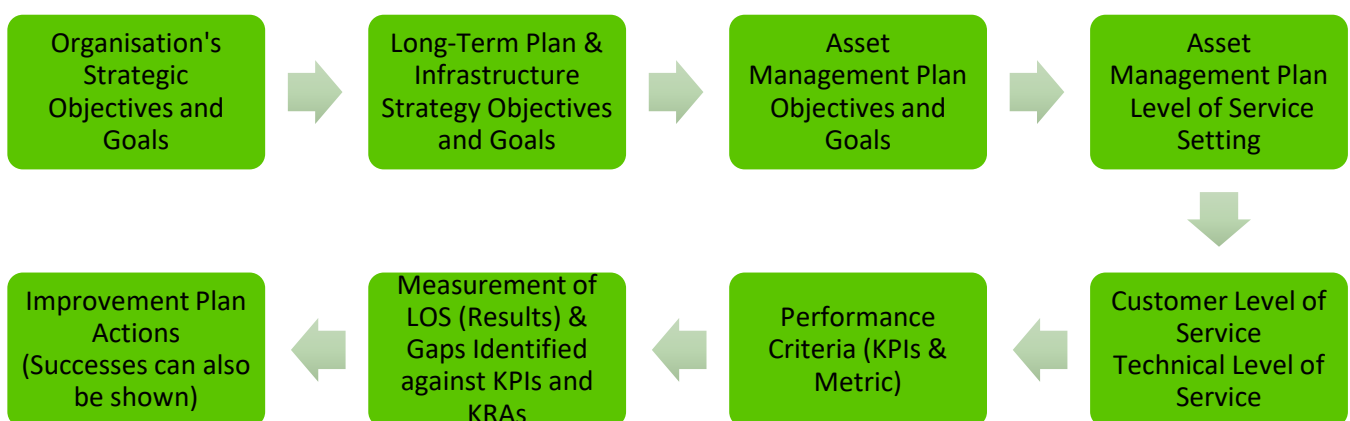 Organisation's
Strategic
Objectives and
Goals
Long-Term Plan &
Infrastructure
Strategy Objectives
and Goals
Asset
Management Plan
Objectives and
Goals
Asset
Management Plan
Level of Service
Setting
Customer Level of
Service
Technical Level of
Service
Performance
Criteria (KPIs &
Metric)
Measurement of
LOS (Results) &
Gaps Identified
against KPIs and
KRAs
Improvement Plan
Actions
(Successes can also
be shown)